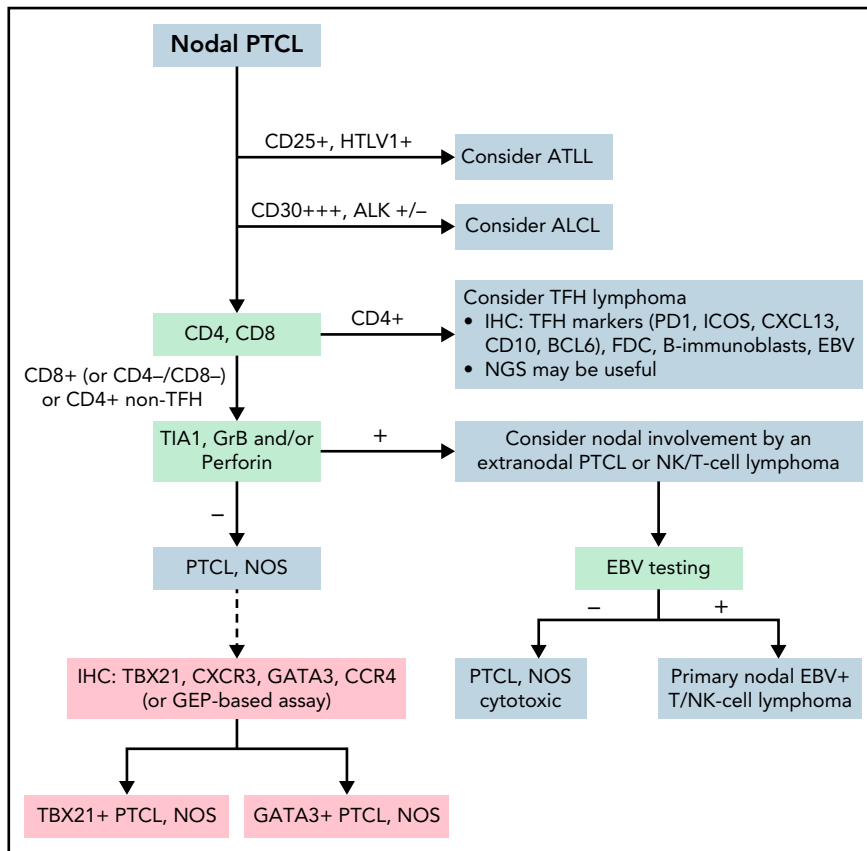 Nodal PTCL
CD25+, HTLV1+
Consider ATLL
CD30+++, ALK +/–
Consider ALCL
CD4, CD8
CD4+
Consider TFH lymphoma
• IHC: TFH markers (PD1, ICOS, CXCL13,
CD10, BCL6), FDC, B-immunoblasts, EBV
• NGS may be useful
CD8+ (or CD4–/CD8–)
or CD4+ non-TFH
TIA1, GrB and/or
Perforin
+
Consider nodal involvement by an
extranodal PTCL or NK/T-cell lymphoma
–
PTCL, NOS
EBV testing
–
+
IHC: TBX21, CXCR3, GATA3, CCR4
(or GEP-based assay)
PTCL, NOS
cytotoxic
Primary nodal EBV+
T/NK-cell lymphoma
TBX21+ PTCL, NOS
GATA3+ PTCL, NOS